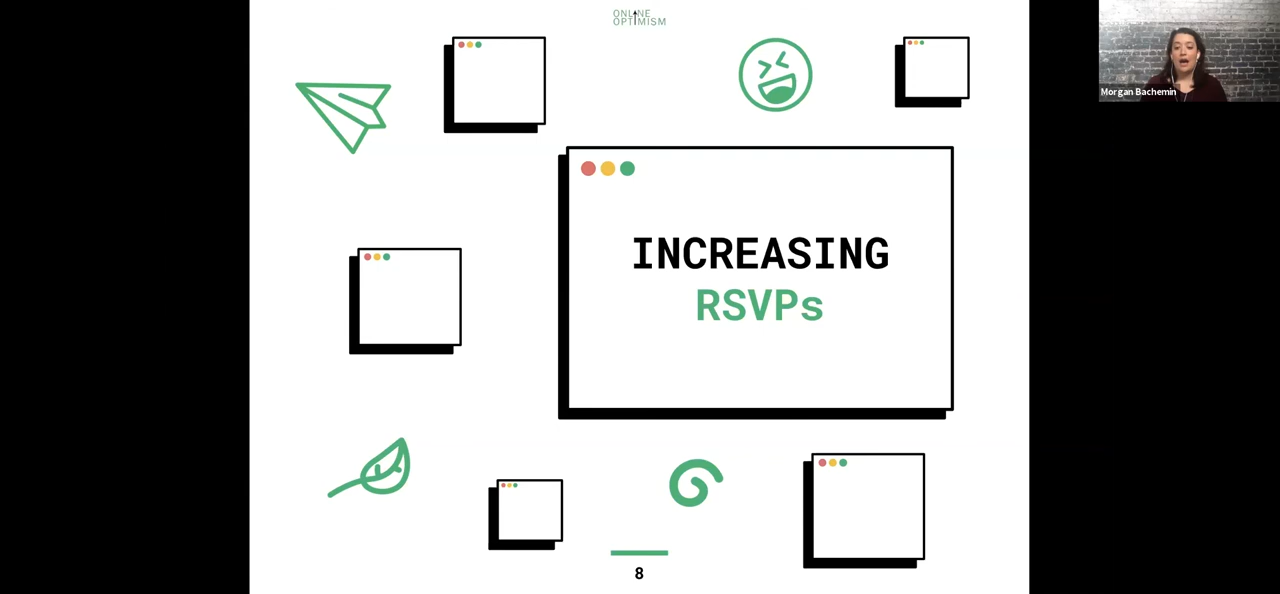 ONLINE
OPTIMISM
Morgan Bachemin
INCREASING
RSVPs
8